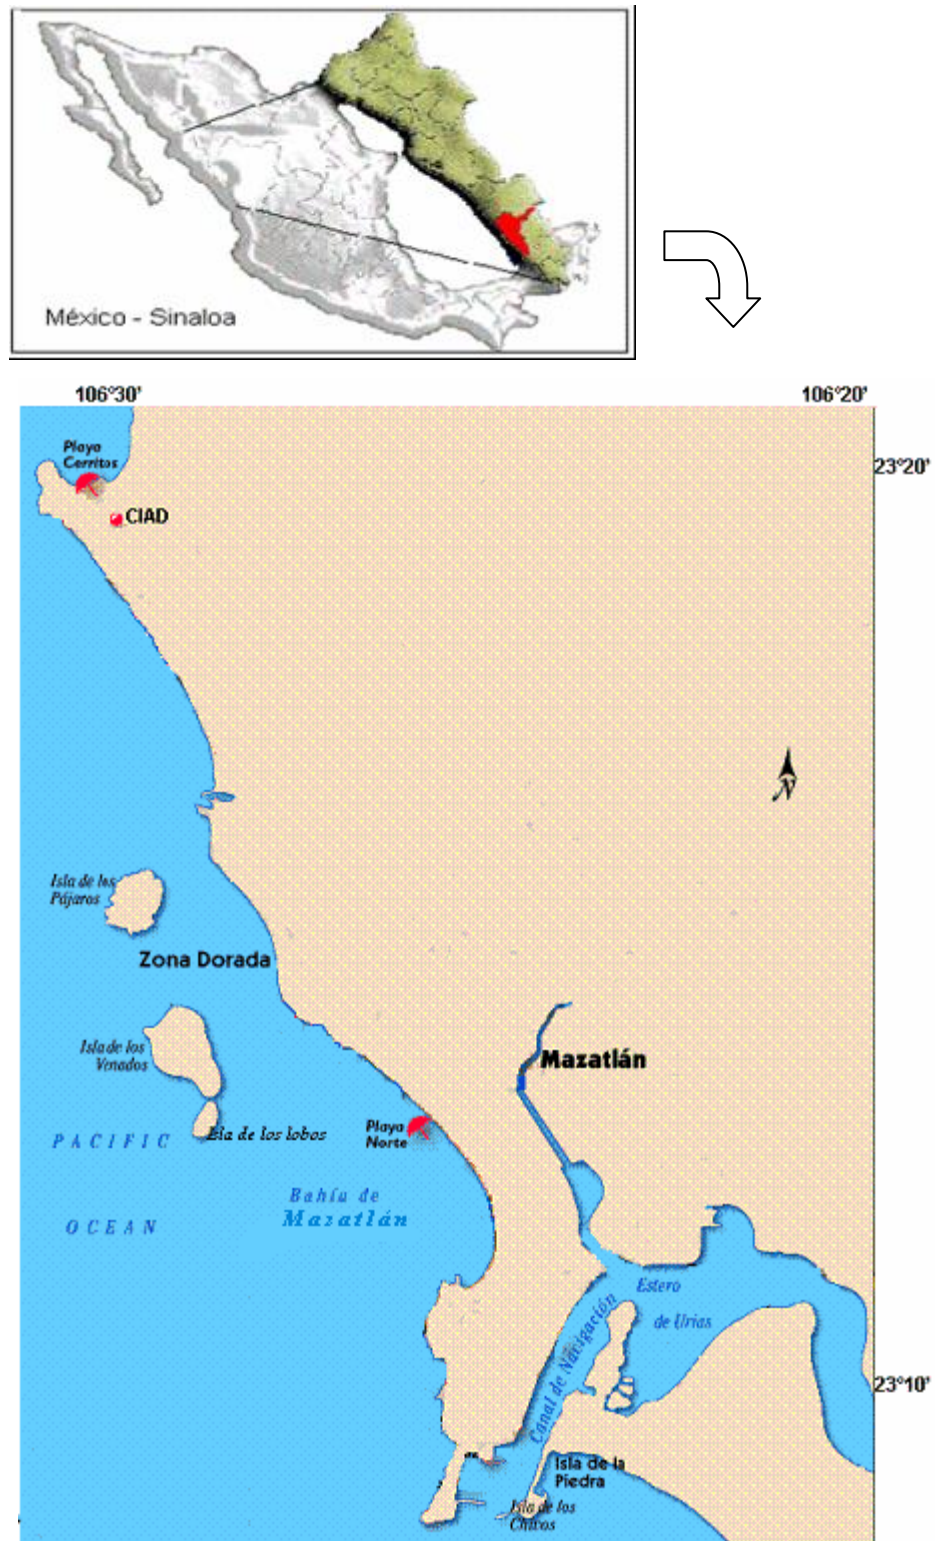 México - Sinaloa
106°30'
106°20'
Playa
Cerritos
23°20'
CIAD
N
Isla de los
Pájaros
Zona Dorada
Isla de los
Venados
Mazatlán
Isla de los lobos
Playa
Norte
PACIFIC
Bahía de
Mazatlán
OCEAN
Estero
de Urias
Canal de Navigación
23°10'
Isla de la
Piedra
Isla de los
Chivos